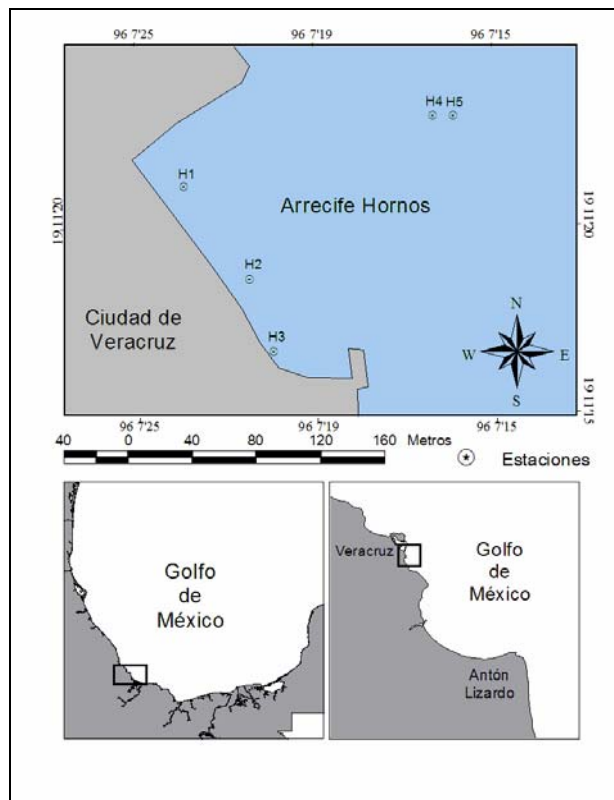 96 7'25 96 7'19 96 7'15
H4 H5
H1
Arrecife Hornos
19.11'20 19.11'20
H2
Ciudad de
Veracruz
H3
N
W E
S
19.11'15
96 7'25 96 7'19 96 7'15
40 0 40 80 120 160 Metros
Estaciones
Golfo
de
México
Veracruz
Golfo
de
México
Antón
Lizardo